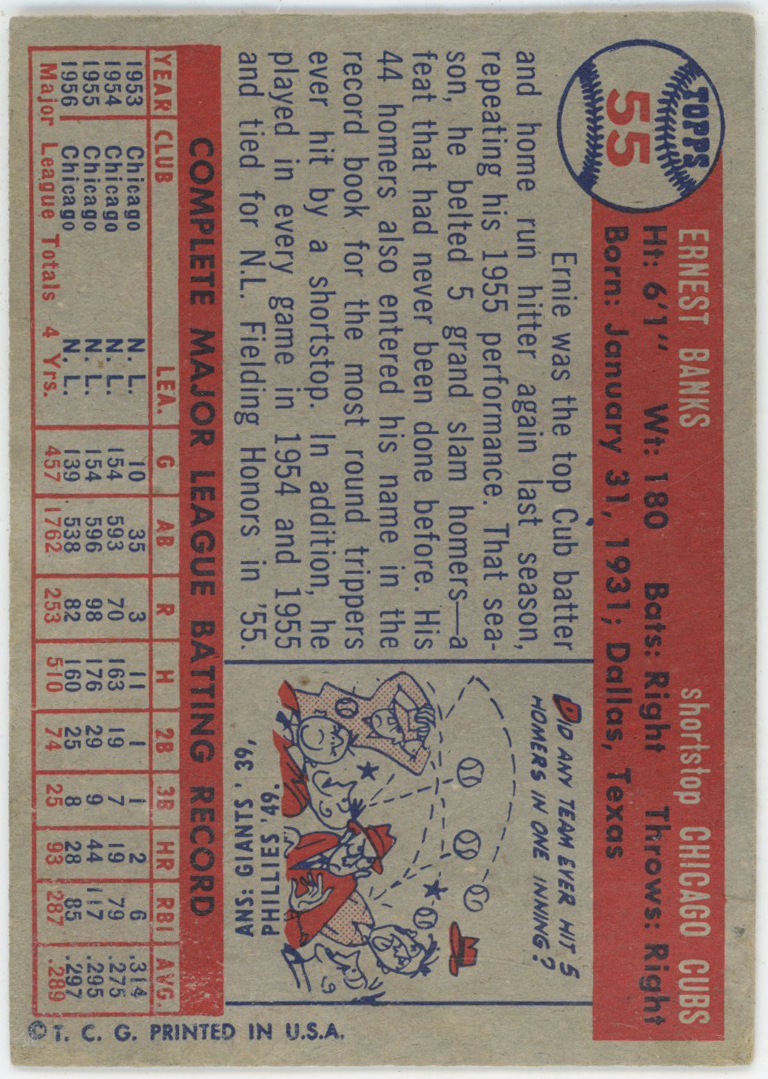 TOPPS
55
ERNEST BANKS shortstop CHICAGO CUBS
Ht: 6'1" Wt: 180 Bats: Right Throws: Right
Born: January 31, 1931; Dallas, Texas
Ernie was the top Cub batter
and home run hitter again last season,
repeating his 1955 performance. That sea-
son, he belted 5 grand slam homers—a
feat that had never been done before. His
44 homers also entered his name in the
record book for the most round trippers
ever hit by a shortstop. In addition, he
played in every game in 1954 and 1955
and tied for N.L. Fielding Honors in '55.
DID ANY TEAM EVER HIT 5
HOMERS IN ONE INNING?
ANS: GIANTS '39,
PHILLIES '49.
COMPLETE MAJOR LEAGUE BATTING RECORD
YEAR CLUB LEA. G AB R H 2B 3B HR RBI AVG.
1953 Chicago N. L. 10 35 3 11 1 1 2 6 .314
1954 Chicago N. L. 154 593 70 163 19 7 19 79 .275
1955 Chicago N. L. 154 596 98 176 29 9 44 117 .295
1956 Chicago N. L. 139 538 82 160 25 8 28 85 .297
Major League Totals 4 Yrs. 457 1762 253 510 74 25 93 287 .289
©T. C. G. PRINTED IN U.S.A.